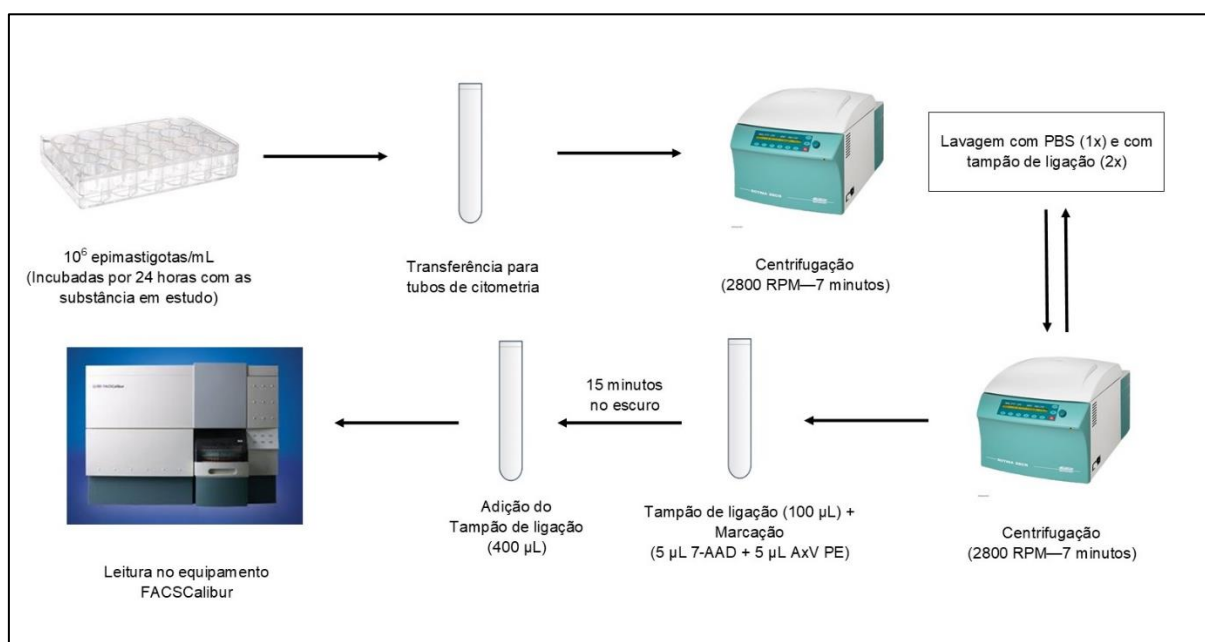 10⁶ epimastigotas/mL
(Incubadas por 24 horas com as
substância em estudo)
Transferência para
tubos de citometria
Centrifugação
(2800 RPM—7 minutos)
Lavagem com PBS (1x) e com
tampão de ligação (2x)
Centrifugação
(2800 RPM—7 minutos)
Tampão de ligação (100 µL) +
Marcação
(5 µL 7-AAD + 5 µL AxV PE)
15 minutos
no escuro
Adição do
Tampão de ligação
(400 µL)
Leitura no equipamento
FACSCalibur